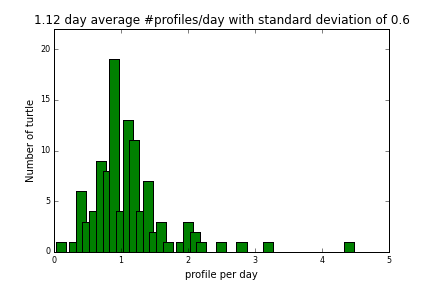 1.12 day average #profiles/day with standard deviation of 0.6
20
15
10
5
0
Number of turtle
0 1 2 3 4 5
profile per day